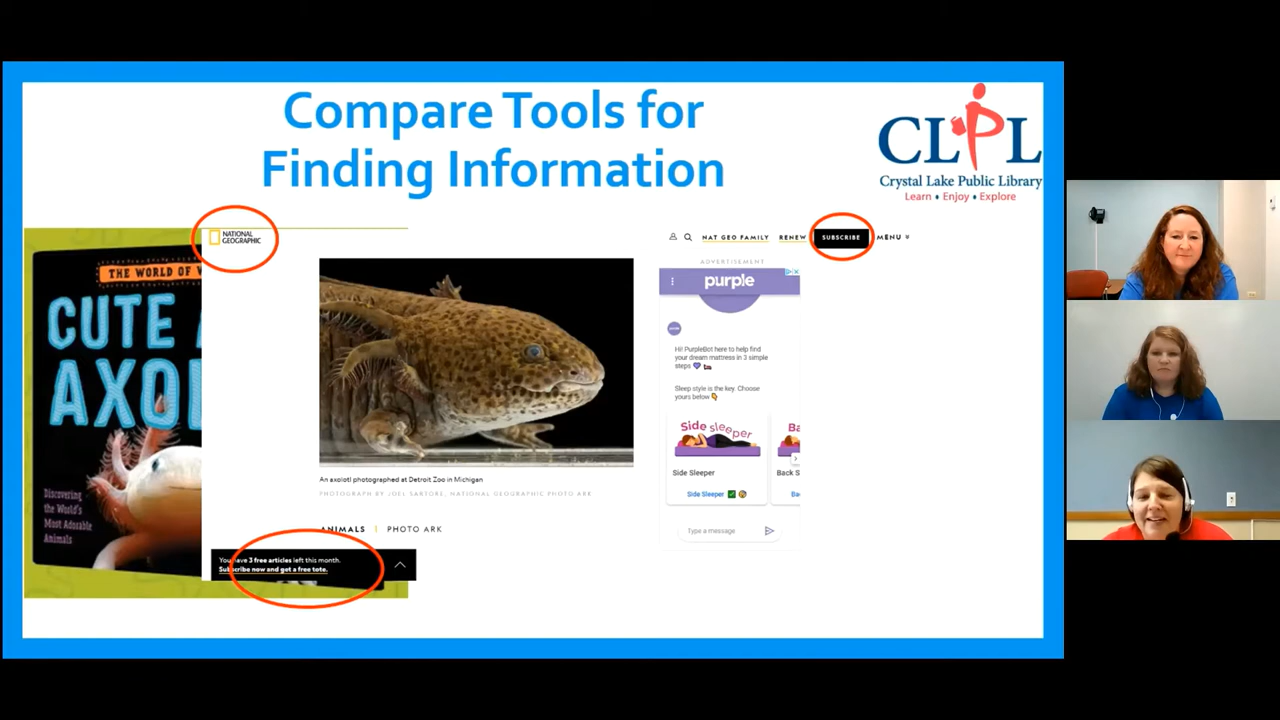 Compare Tools for
Finding Information
CLPL
Crystal Lake Public Library
Learn • Enjoy • Explore
THE WORLD OF
CUTE
AXOL
Discovering
the World's
Most Adorable
Animals
NATIONAL
GEOGRAPHIC
NAT GEO FAMILY RENEW SUBSCRIBE MENU
ADVERTISEMENT
An axolotl photographed at Detroit Zoo in Michigan
PHOTOGRAPH BY JOEL SARTORE, NATIONAL GEOGRAPHIC PHOTO ARK
ANIMALS | PHOTO ARK
You have 3 free articles left this month.
Subscribe now and get a free tote.
purple
Hi! PurpleBot here to help find
your dream mattress in 3 simple
steps
Sleep style is the key. Choose
yours below
Side sleeper
Ba
Side Sleeper
Back S
Side Sleeper
Ba
Type a message